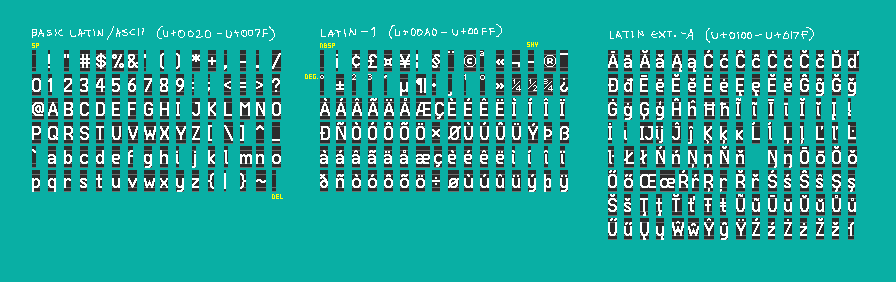 BASIC LATIN/ASCII (U+0020-U+007F)
SP
! " # $ % & ' ( ) * + , - . /
0 1 2 3 4 5 6 7 8 9 : ; < = > ?
@ A B C D E F G H I J K L M N O
P Q R S T U V W X Y Z [ \ ] ^ _
` a b c d e f g h i j k l m n o
p q r s t u v w x y z { | } ~
DEL
LATIN-1 (U+00A0-U+00FF)
NBSP SHY
¡ ¢ £ ¤ ¥ ¦ § ¨ © ª « ¬ - ® ¯
DEG.
° ± ² ³ ´ µ ¶ · ¸ ¹ º » ¼ ½ ¾ ¿
À Á Â Ã Ä Å Æ Ç È É Ê Ë Ì Í Î Ï
Ð Ñ Ò Ó Ô Õ Ö × Ø Ù Ú Û Ü Ý Þ ß
à á â ã ä å æ ç è é ê ë ì í î ï
ð ñ ò ó ô õ ö ÷ ø ù ú û ü ý þ ÿ
LATIN EXT.-A (U+0100-U+017F)
Ā ā Ă ă Ą ą Ć ć Ĉ ĉ Ċ ċ Č č Ď ď
Đ đ Ē ē Ĕ ĕ Ė ė Ę ę Ě ě Ĝ ĝ Ğ ğ
Ġ ġ Ģ ģ Ĥ ĥ Ħ ħ Ĩ ĩ Ī ī Ĭ ĭ Į į
İ ı Ĳ ĳ Ĵ ĵ Ķ ķ ĸ Ĺ ĺ Ļ ļ Ľ ľ Ŀ
ŀ Ł ł Ń ń Ņ ņ Ň ň Ŋ ŋ Ō ō Ŏ ŏ
Ő ő Œ œ Ŕ ŕ Ŗ ŗ Ř ř Ś ś Ŝ ŝ Ş ş
Š š Ţ ţ Ť ť Ŧ ŧ Ũ ũ Ū ū Ŭ ŭ Ů ů
Ű ű Ų ų Ŵ ŵ Ŷ ŷ Ÿ Ź ź Ż ż Ž ž ſ